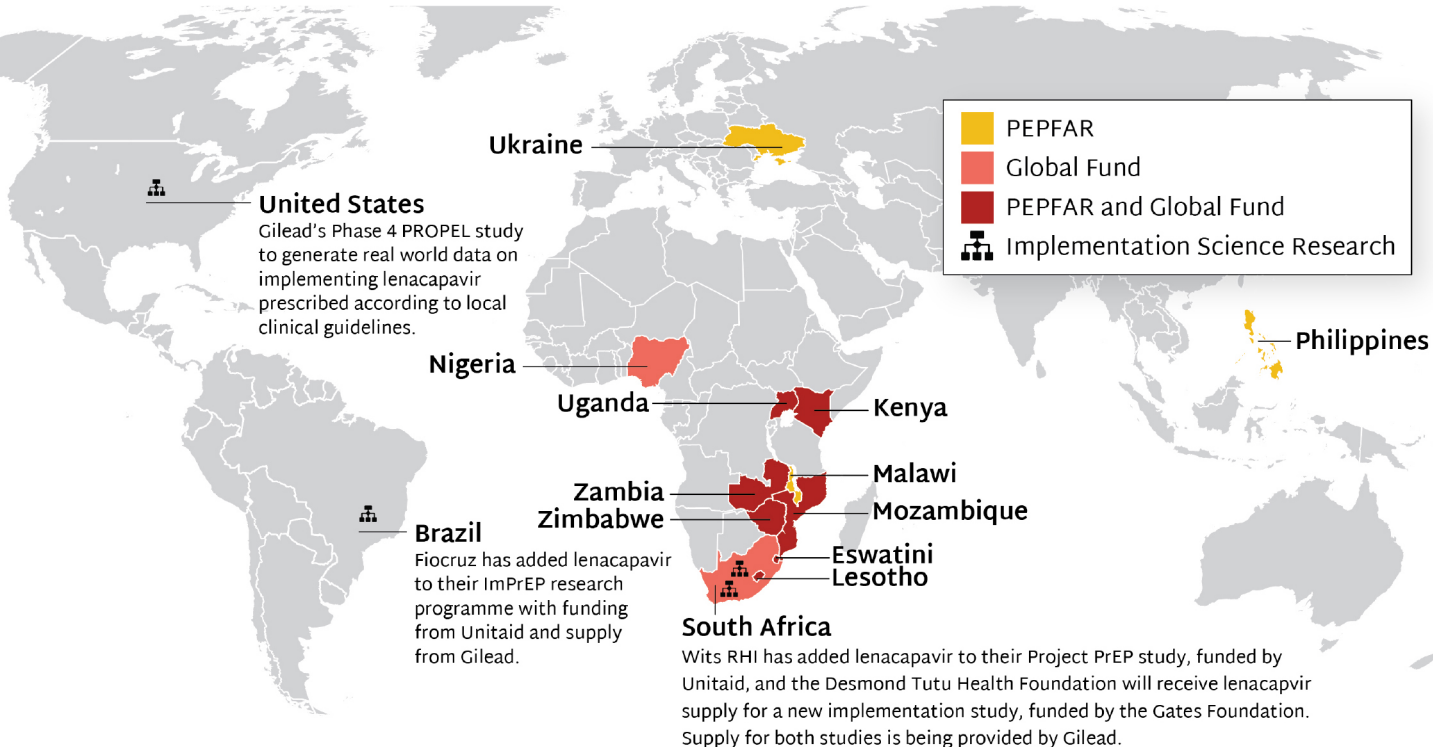 PEPFAR
Global Fund
PEPFAR and Global Fund
Implementation Science Research
Ukraine
United States
Gilead's Phase 4 PROPEL study
to generate real world data on
implementing lenacapavir
prescribed according to local
clinical guidelines.
Philippines
Nigeria
Uganda
Kenya
Malawi
Zambia
Mozambique
Zimbabwe
Eswatini
Lesotho
Brazil
Fiocruz has added lenacapavir
to their ImPrEP research
programme with funding
from Unitaid and supply
from Gilead.
South Africa
Wits RHI has added lenacapavir to their Project PrEP study, funded by
Unitaid, and the Desmond Tutu Health Foundation will receive lenacapvir
supply for a new implementation study, funded by the Gates Foundation.
Supply for both studies is being provided by Gilead.